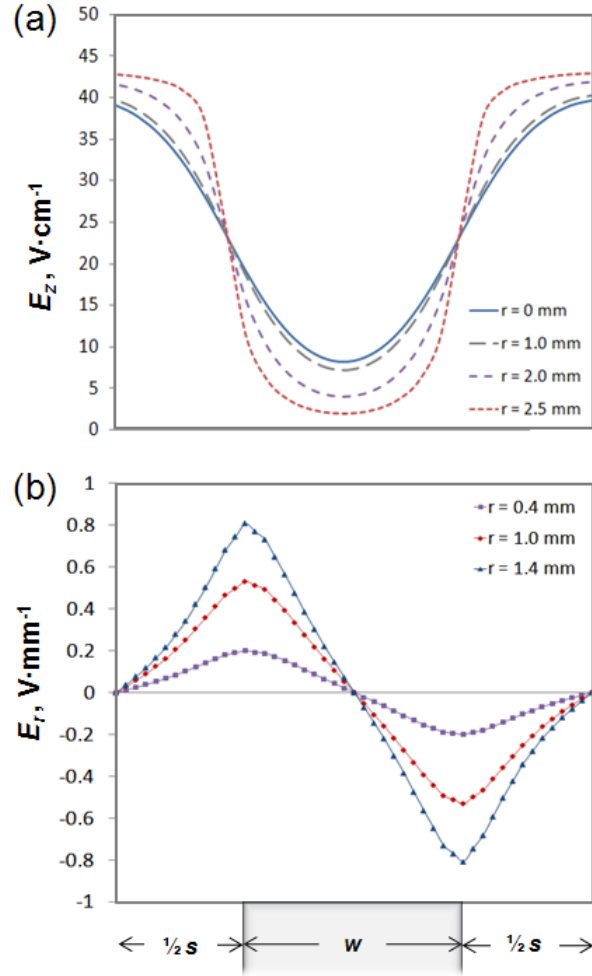 (a)
50
45
40
35
30
25
20
15
10
5
0
E_z, V·cm⁻¹
r = 0 mm
r = 1.0 mm
r = 2.0 mm
r = 2.5 mm
(b)
1
0.8
0.6
0.4
0.2
0
-0.2
-0.4
-0.6
-0.8
-1
E_r, V·mm⁻¹
r = 0.4 mm
r = 1.0 mm
r = 1.4 mm
½ s w ½ s